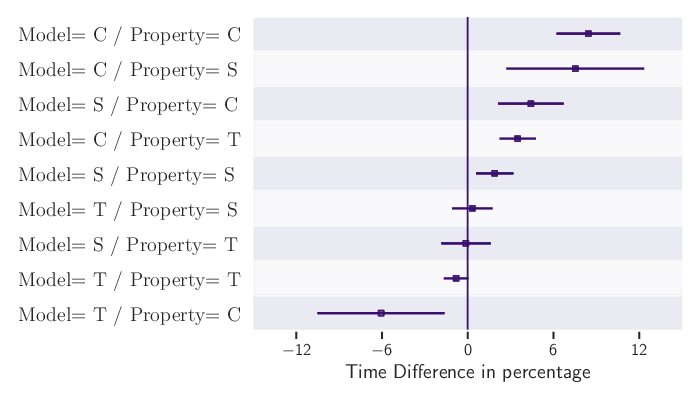 Model= C / Property= C
Model= C / Property= S
Model= S / Property= C
Model= C / Property= T
Model= S / Property= S
Model= T / Property= S
Model= S / Property= T
Model= T / Property= T
Model= T / Property= C
−12 −6 0 6 12
Time Difference in percentage